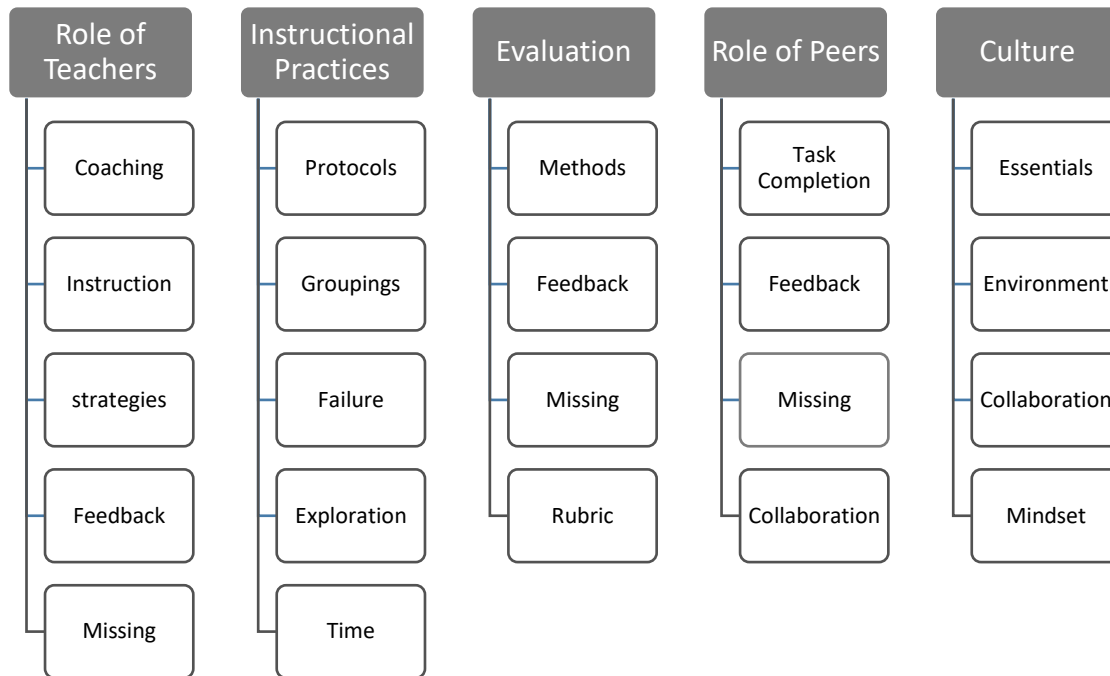 Role of
Teachers
Coaching
Instruction
strategies
Feedback
Missing
Instructional
Practices
Protocols
Groupings
Failure
Exploration
Time
Evaluation
Methods
Feedback
Missing
Rubric
Role of Peers
Task
Completion
Feedback
Missing
Collaboration
Culture
Essentials
Environment
Collaboration
Mindset